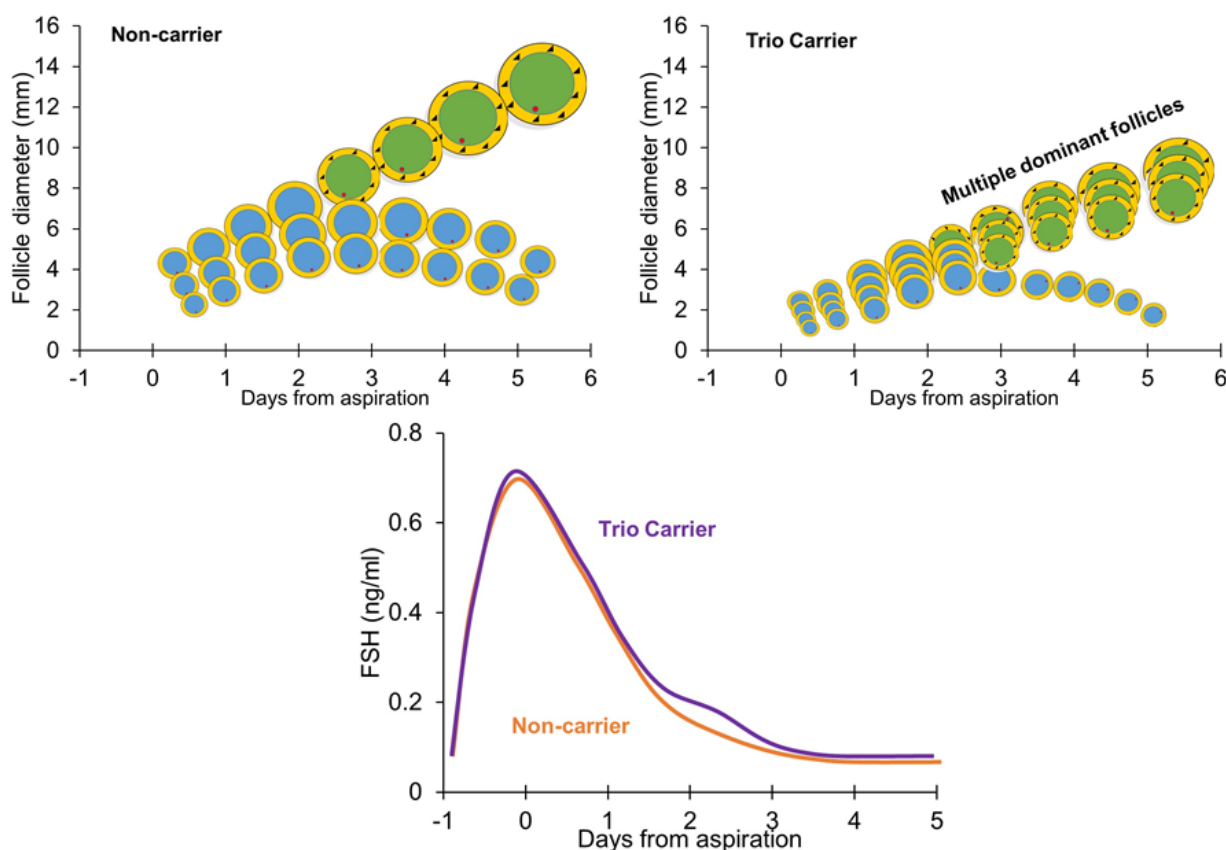 Non-carrier
Follicle diameter (mm)
16
14
12
10
8
6
4
2
0
-1 0 1 2 3 4 5 6
Days from aspiration
Trio Carrier
Multiple dominant follicles
Follicle diameter (mm)
16
14
12
10
8
6
4
2
0
-1 0 1 2 3 4 5 6
Days from aspiration
FSH (ng/ml)
0.8
0.6
0.4
0.2
0
Trio Carrier
Non-carrier
-1 0 1 2 3 4 5
Days from aspiration